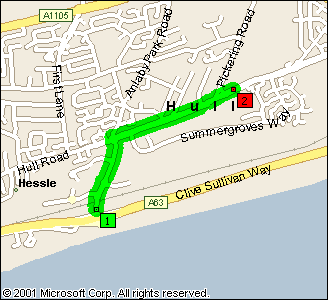 A1105
Pickering Road
Anlaby Park Road
First Lane
Hull
2
Summergroves Way
Hull Road
Hessle
Clive Sullivan Way
A63
1
© 2001 Microsoft Corp. All rights reserved.